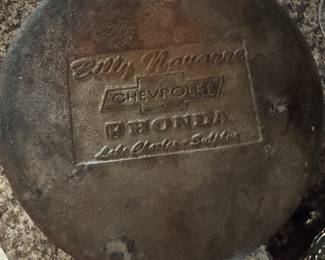 Billy Navarre
CHEVROLET
HONDA
Lake Charles - Sulphur